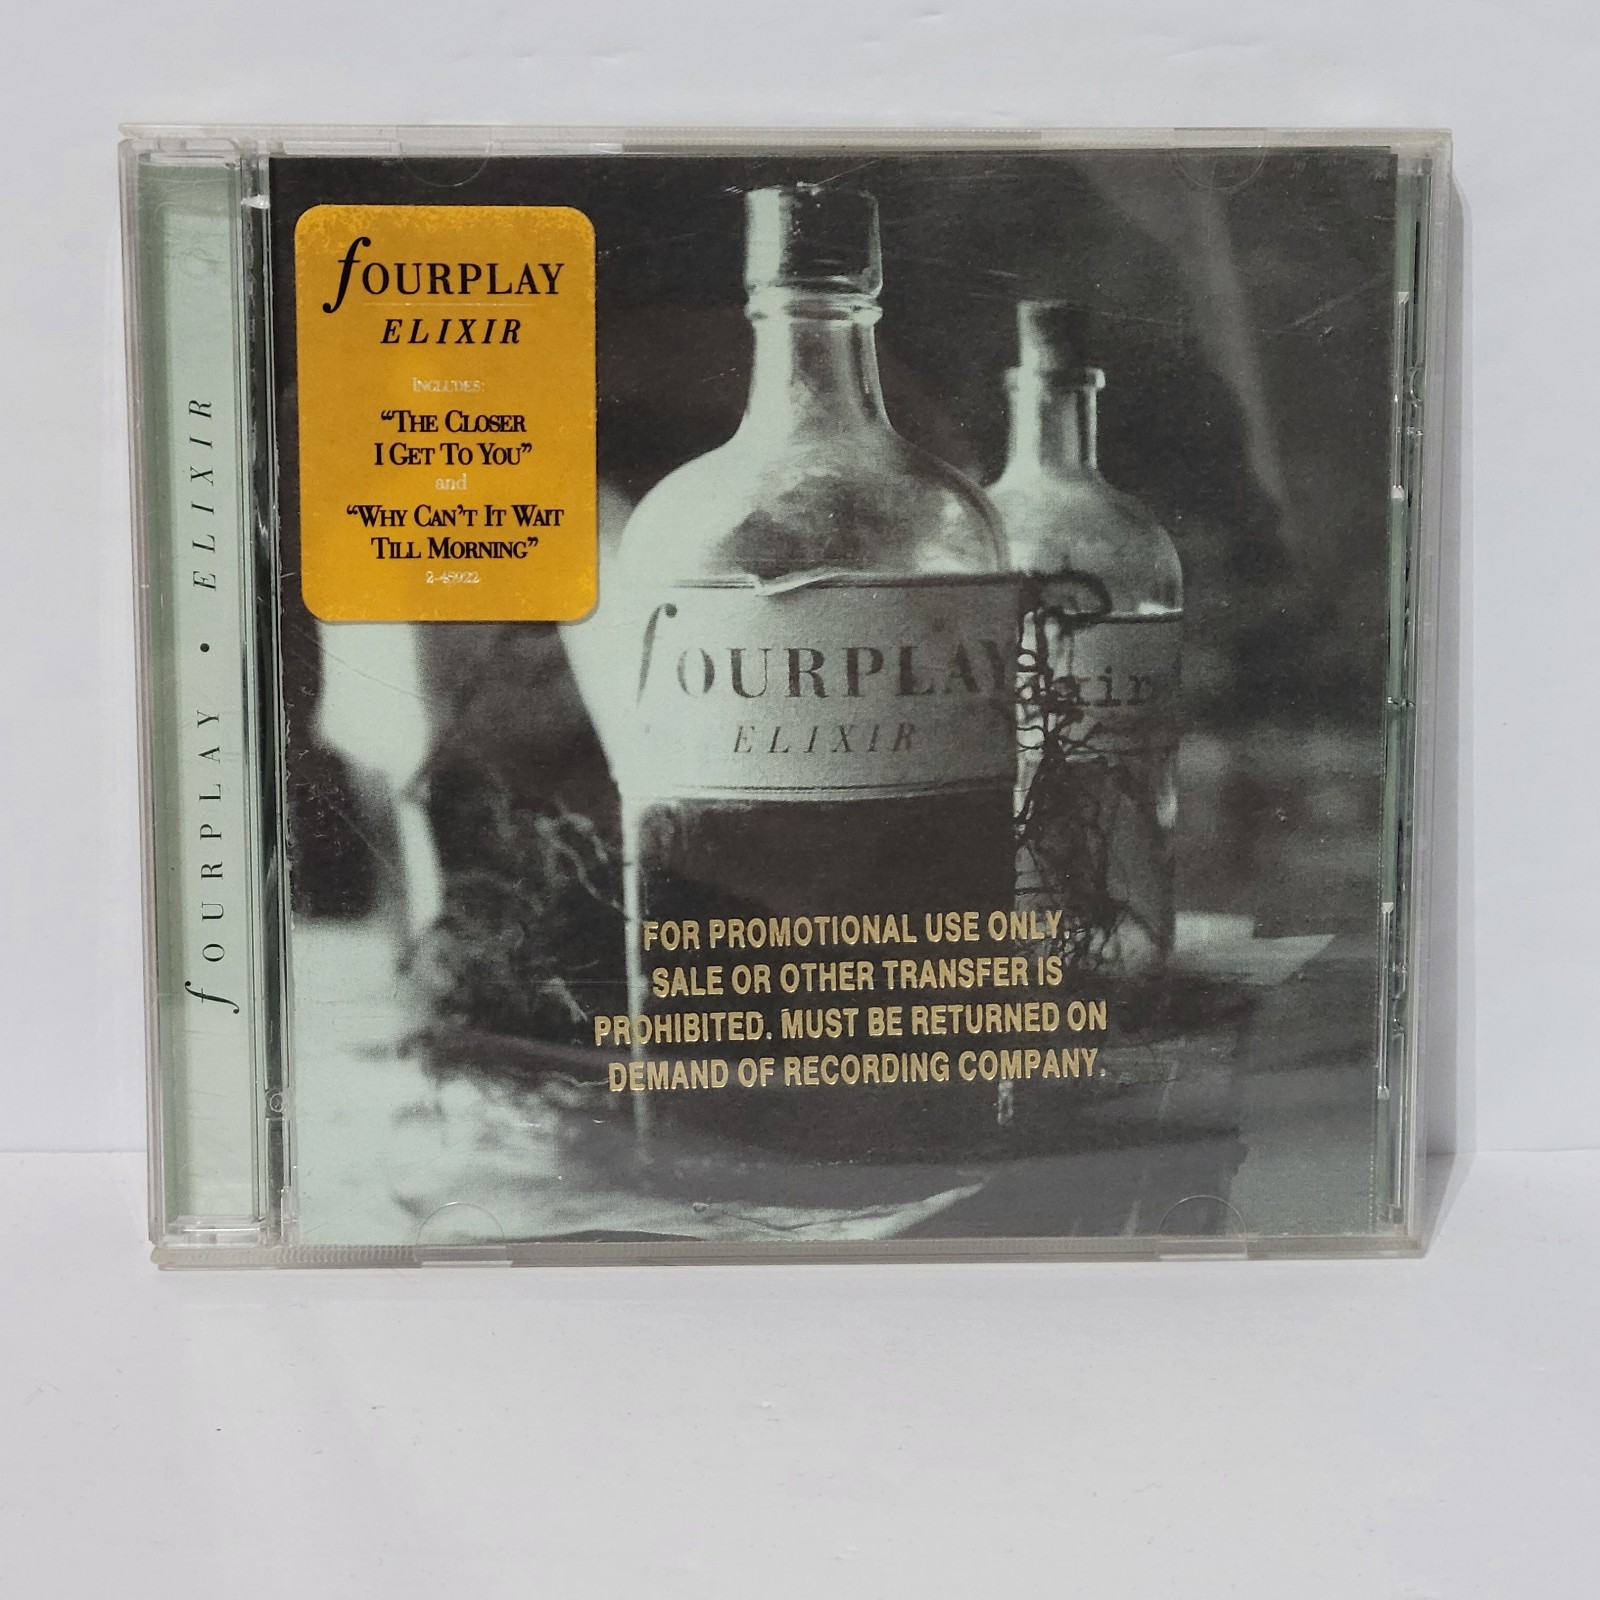 fOURPLAY • ELIXIR
fOURPLAY
ELIXIR
INCLUDES:
“THE CLOSER
I GET TO YOU”
and
“WHY CAN’T IT WAIT
TILL MORNING”
2-45922
fOURPLAY
ELIXIR
FOR PROMOTIONAL USE ONLY.
SALE OR OTHER TRANSFER IS
PROHIBITED. MUST BE RETURNED ON
DEMAND OF RECORDING COMPANY.